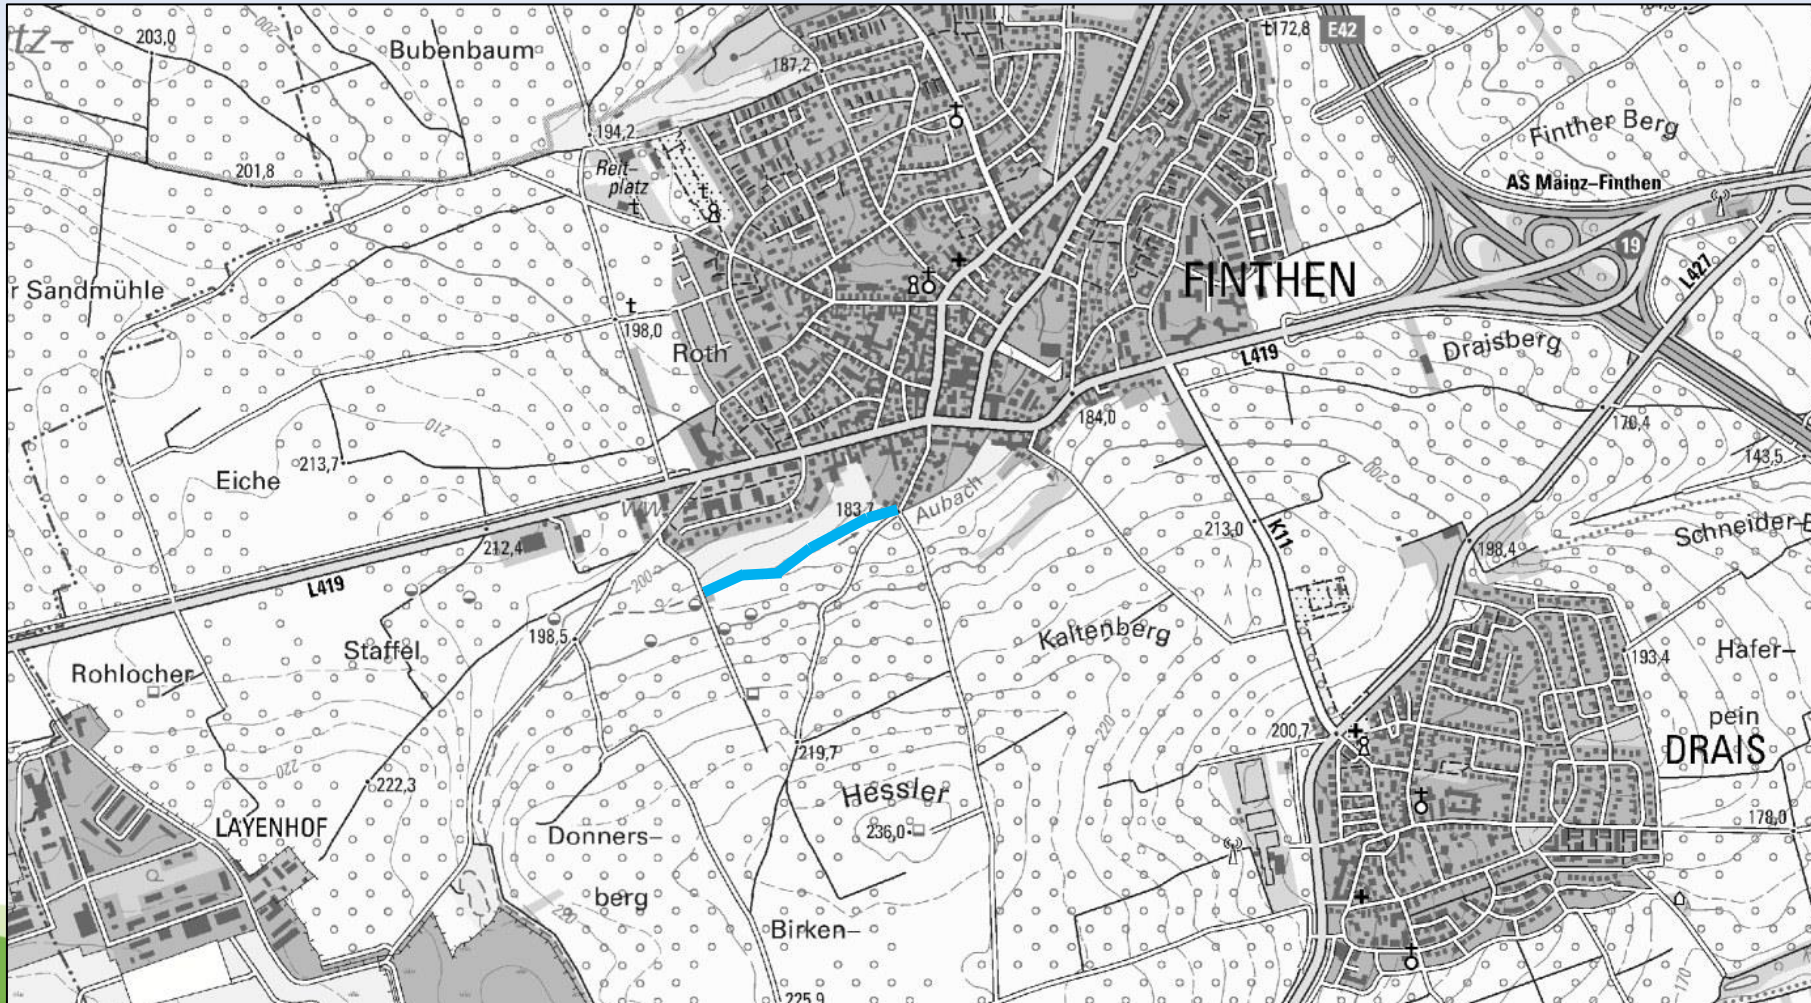 tz–
203,0
200
Bubenbaum
187,2
172,8
E42
194,2
Finther Berg
201,8
Reit–
platz
AS Mainz–Finthen
19
r Sandmühle
FINTHEN
L427
198,0
Roth
L419
Draisberg
210
184,0
170,4
Eiche
213,7
200
143,5
WW
183,7
Aubach
213,0
K11
Schneider-B
212,4
198,4
200
L419
198,5
Staffel
Kaltenberg
193,4
Hafer–
Rohlocher
pein
220
200,7
DRAIS
219,7
220
222,3
Hessler
LAYENHOF
236,0
178,0
Donners–
berg
Birken–
170
225,9